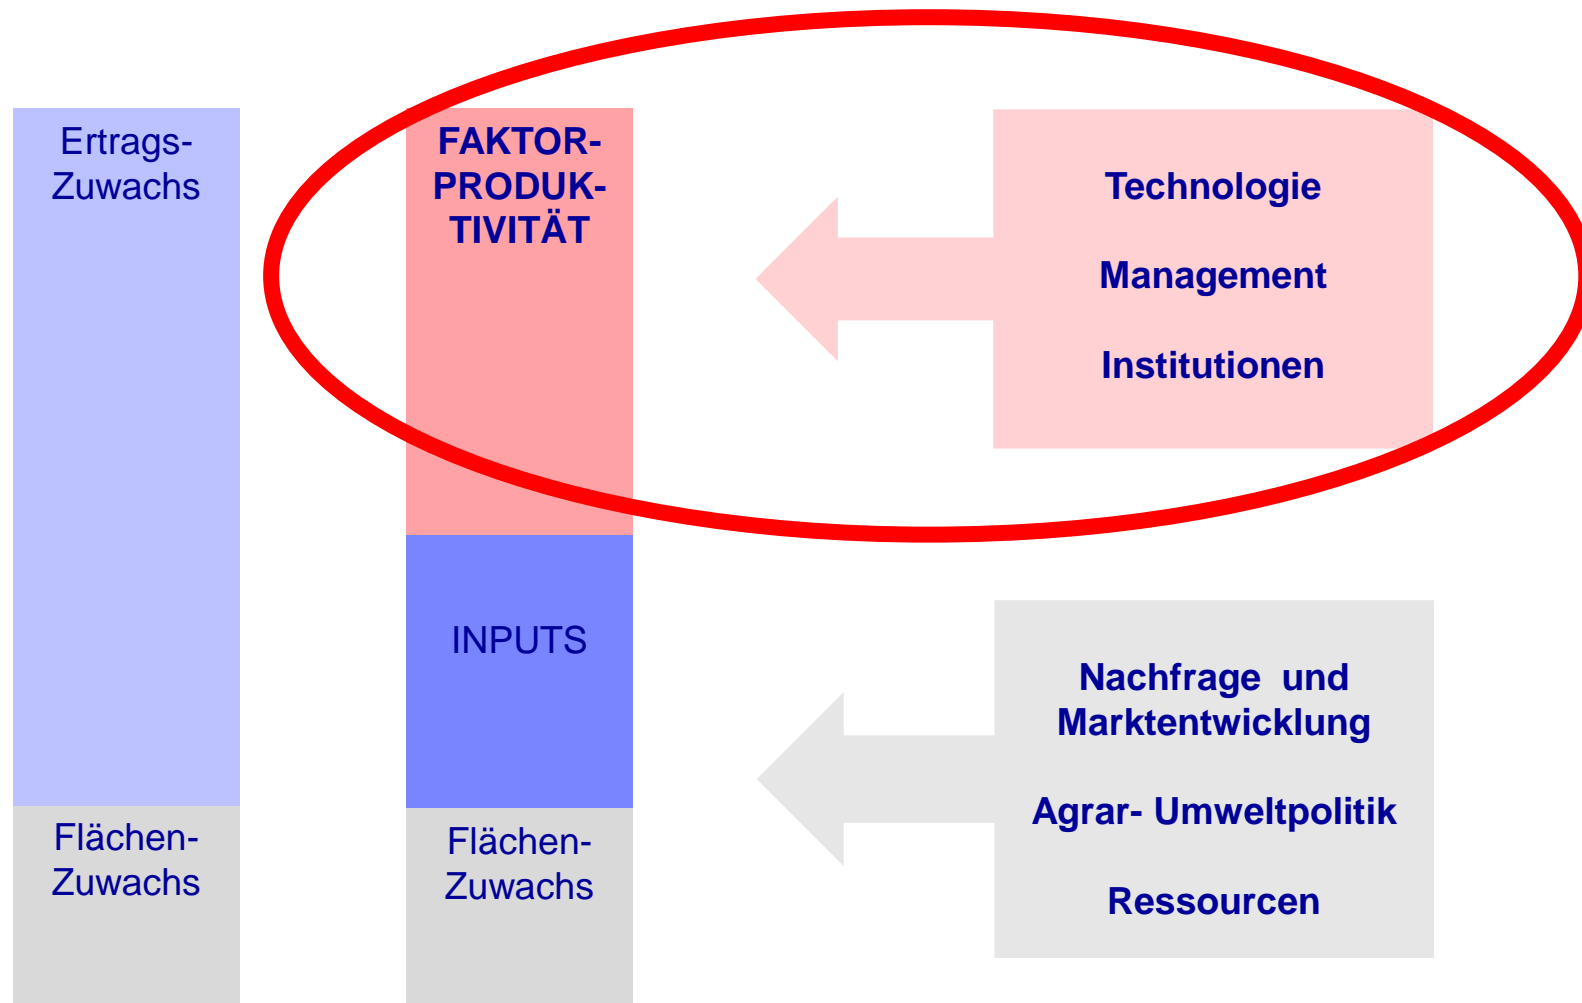 Ertrags-
Zuwachs
FAKTOR-
PRODUK-
TIVITÄT
Technologie
Management
Institutionen
INPUTS
Nachfrage und
Marktentwicklung
Agrar- Umweltpolitik
Ressourcen
Flächen-
Zuwachs
Flächen-
Zuwachs